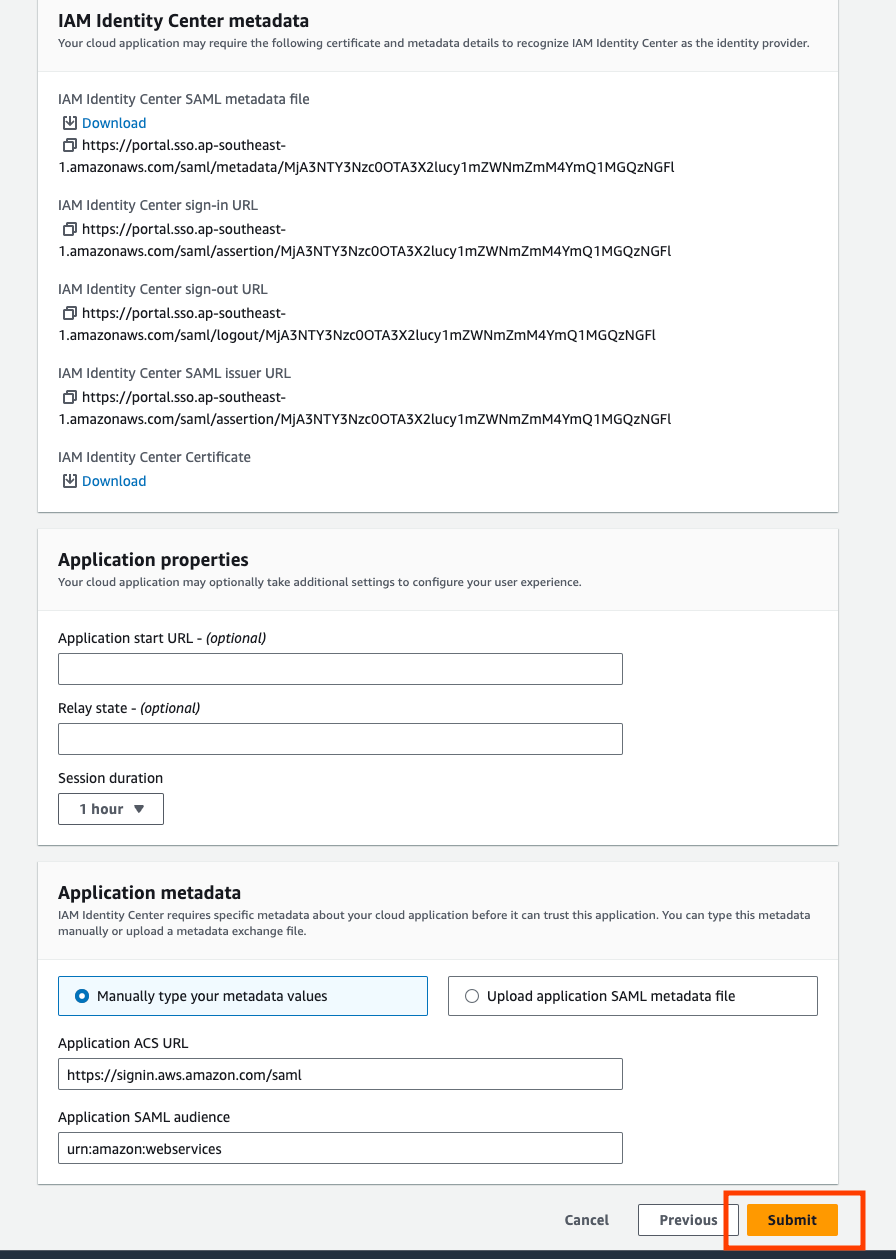 IAM Identity Center metadata
Your cloud application may require the following certificate and metadata details to recognize IAM Identity Center as the identity provider.
IAM Identity Center SAML metadata file
Download
https://portal.sso.ap-southeast-
1.amazonaws.com/saml/metadata/MjA3NTY3Nzc0OTA3X2lucy1mZWNmZmM4YmQ1MGQzNGFl
IAM Identity Center sign-in URL
https://portal.sso.ap-southeast-
1.amazonaws.com/saml/assertion/MjA3NTY3Nzc0OTA3X2lucy1mZWNmZmM4YmQ1MGQzNGFl
IAM Identity Center sign-out URL
https://portal.sso.ap-southeast-
1.amazonaws.com/saml/logout/MjA3NTY3Nzc0OTA3X2lucy1mZWNmZmM4YmQ1MGQzNGFl
IAM Identity Center SAML issuer URL
https://portal.sso.ap-southeast-
1.amazonaws.com/saml/assertion/MjA3NTY3Nzc0OTA3X2lucy1mZWNmZmM4YmQ1MGQzNGFl
IAM Identity Center Certificate
Download
Application properties
Your cloud application may optionally take additional settings to configure your user experience.
Application start URL - (optional)
Relay state - (optional)
Session duration
1 hour
Application metadata
IAM Identity Center requires specific metadata about your cloud application before it can trust this application. You can type this metadata
manually or upload a metadata exchange file.
Manually type your metadata values
Upload application SAML metadata file
Application ACS URL
https://signin.aws.amazon.com/saml
Application SAML audience
urn:amazon:webservices
Cancel
Previous
Submit